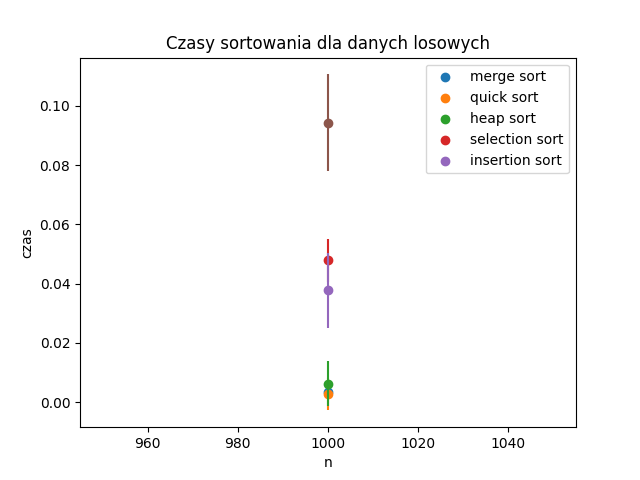 Czasy sortowania dla danych losowych
merge sort
quick sort
heap sort
selection sort
insertion sort
0.10
0.08
0.06
0.04
0.02
0.00
czas
960
980
1000
1020
1040
n